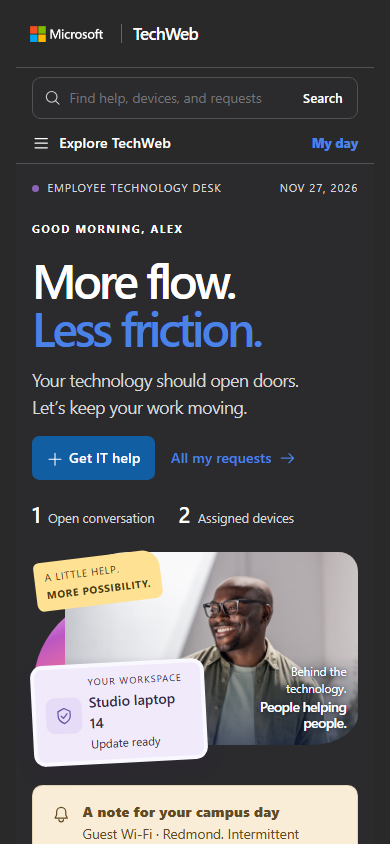 Microsoft
TechWeb
Find help, devices, and requests
Search
Explore TechWeb
My day
EMPLOYEE TECHNOLOGY DESK
NOV 27, 2026
GOOD MORNING, ALEX
More flow.
Less friction.
Your technology should open doors.
Let’s keep your work moving.
Get IT help
All my requests
1 Open conversation
2 Assigned devices
A LITTLE HELP.
MORE POSSIBILITY.
YOUR WORKSPACE
Studio laptop
14
Update ready
Behind the
technology.
People helping
people.
A note for your campus day
Guest Wi-Fi · Redmond. Intermittent